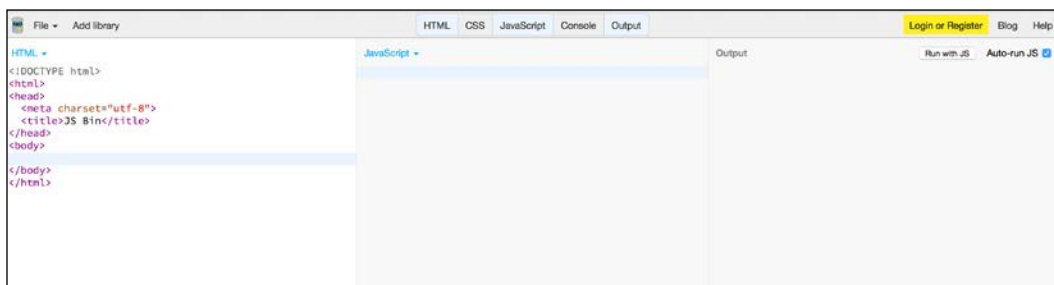 File Add library HTML CSS JavaScript Console Output Login or Register Blog Help
HTML
<!DOCTYPE html>
<html>
<head>
<meta charset="utf-8">
<title>JS Bin</title>
</head>
<body>
</body>
</html>
JavaScript
Output Run with JS Auto-run JS